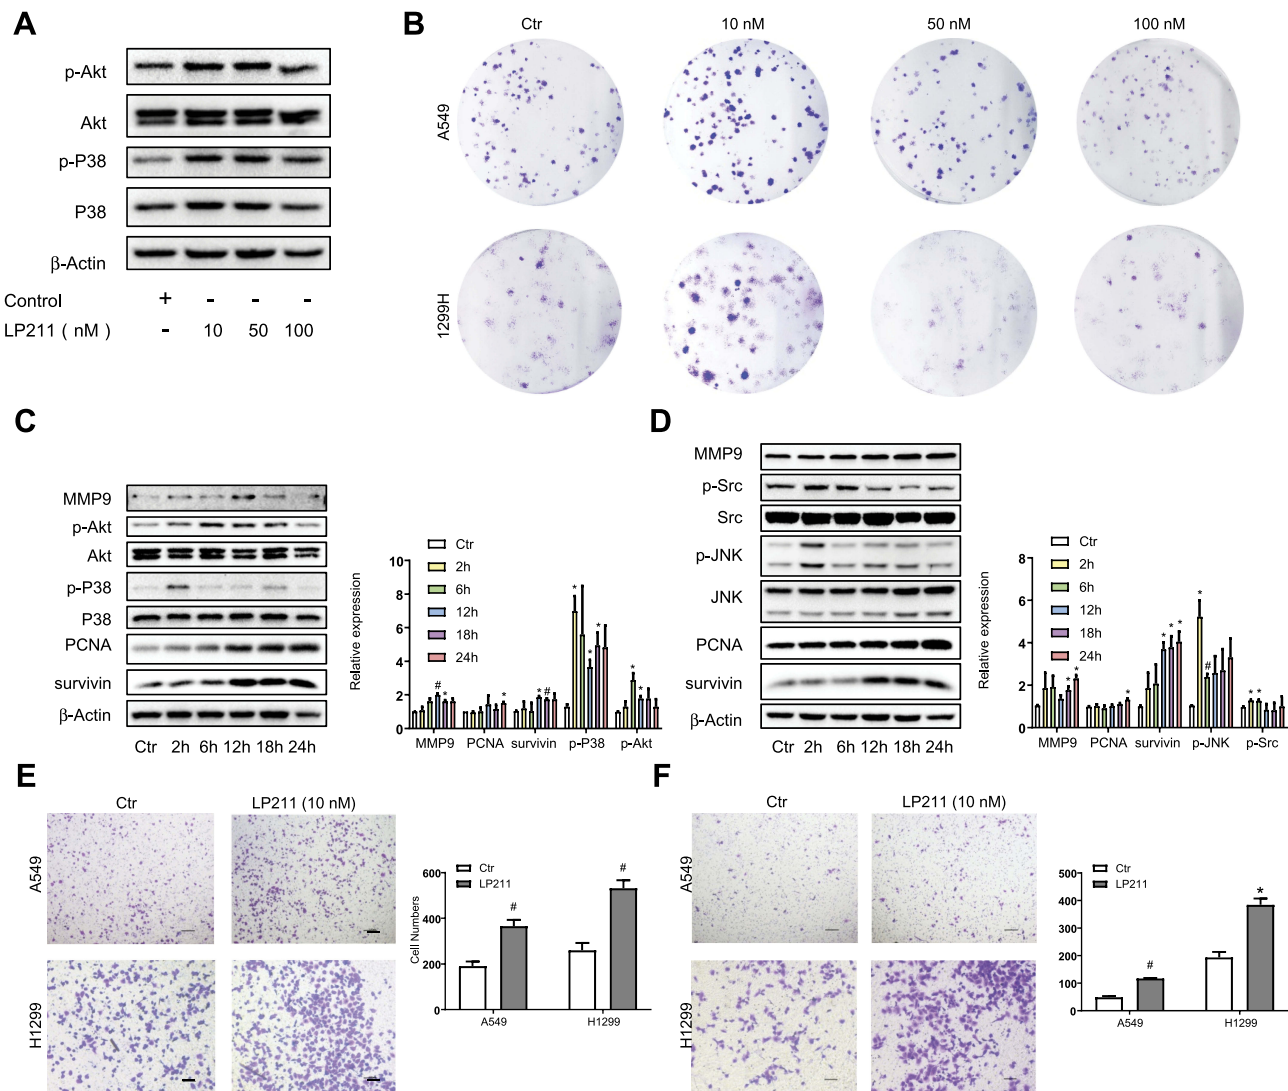 A
p-Akt
Akt
p-P38
P38
β-Actin
Control + - - -
LP211 ( nM ) - 10 50 100
B
Ctr 10 nM 50 nM 100 nM
A549
1299H
C
MMP9
p-Akt
Akt
p-P38
P38
PCNA
survivin
β-Actin
Ctr 2h 6h 12h 18h 24h
Relative expression
10
8
6
4
2
0
Ctr
2h
6h
12h
18h
24h
# * * * # * * * * *
MMP9 PCNA survivin p-P38 p-Akt
D
MMP9
p-Src
Src
p-JNK
JNK
PCNA
survivin
β-Actin
Ctr 2h 6h 12h 18h 24h
Relative expression
8
6
4
2
0
Ctr
2h
6h
12h
18h
24h
* * * * * * * # * *
MMP9 PCNA survivin p-JNK p-Src
E
Ctr LP211 (10 nM)
A549
H1299
Cell Numbers
600
400
200
0
Ctr
LP211
# #
A549 H1299
F
Ctr LP211 (10 nM)
A549
H1299
500
400
300
200
100
0
Ctr
LP211
# *
A549 H1299